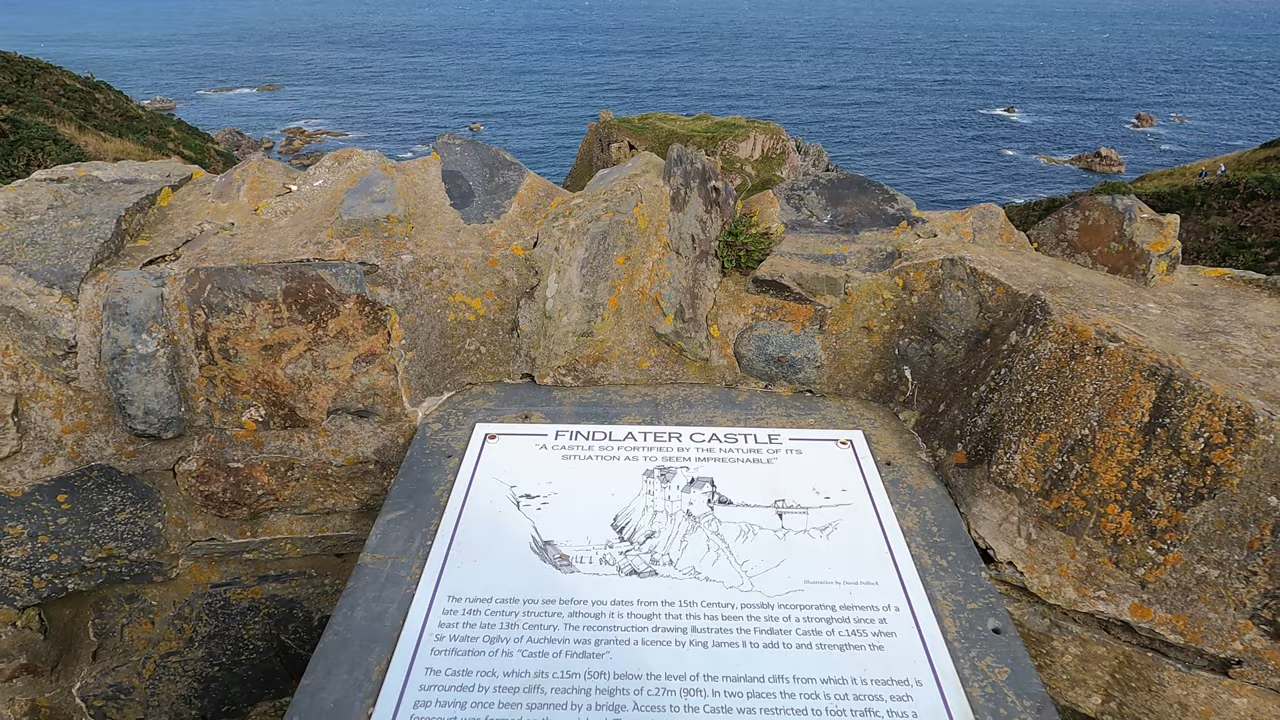 FINDLATER CASTLE
"A CASTLE SO FORTIFIED BY THE NATURE OF ITS
SITUATION AS TO SEEM IMPREGNABLE"
Illustration by David Pollock
The ruined castle you see before you dates from the 15th Century, possibly incorporating elements of a
late 14th Century structure, although it is thought that this has been the site of a stronghold since at
least the late 13th Century. The reconstruction drawing illustrates the Findlater Castle of c.1455 when
Sir Walter Ogilvy of Auchlevin was granted a licence by King James II to add to and strengthen the
fortification of his "Castle of Findlater".
The Castle rock, which sits c.15m (50ft) below the level of the mainland cliffs from which it is reached, is
surrounded by steep cliffs, reaching heights of c.27m (90ft). In two places the rock is cut across, each
gap having once been spanned by a bridge. Access to the Castle was restricted to foot traffic, thus a
forecourt was formed on the